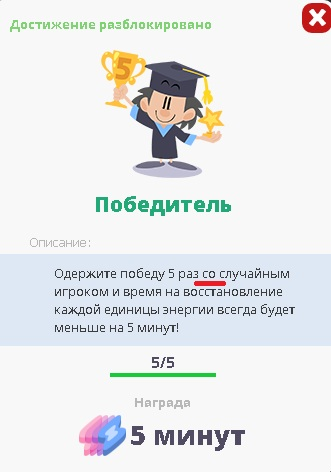 Достижение разблокировано
5
Победитель
Описание:
Одержите победу 5 раз со случайным
игроком и время на восстановление
каждой единицы энергии всегда будет
меньше на 5 минут!
5/5
Награда
5 минут